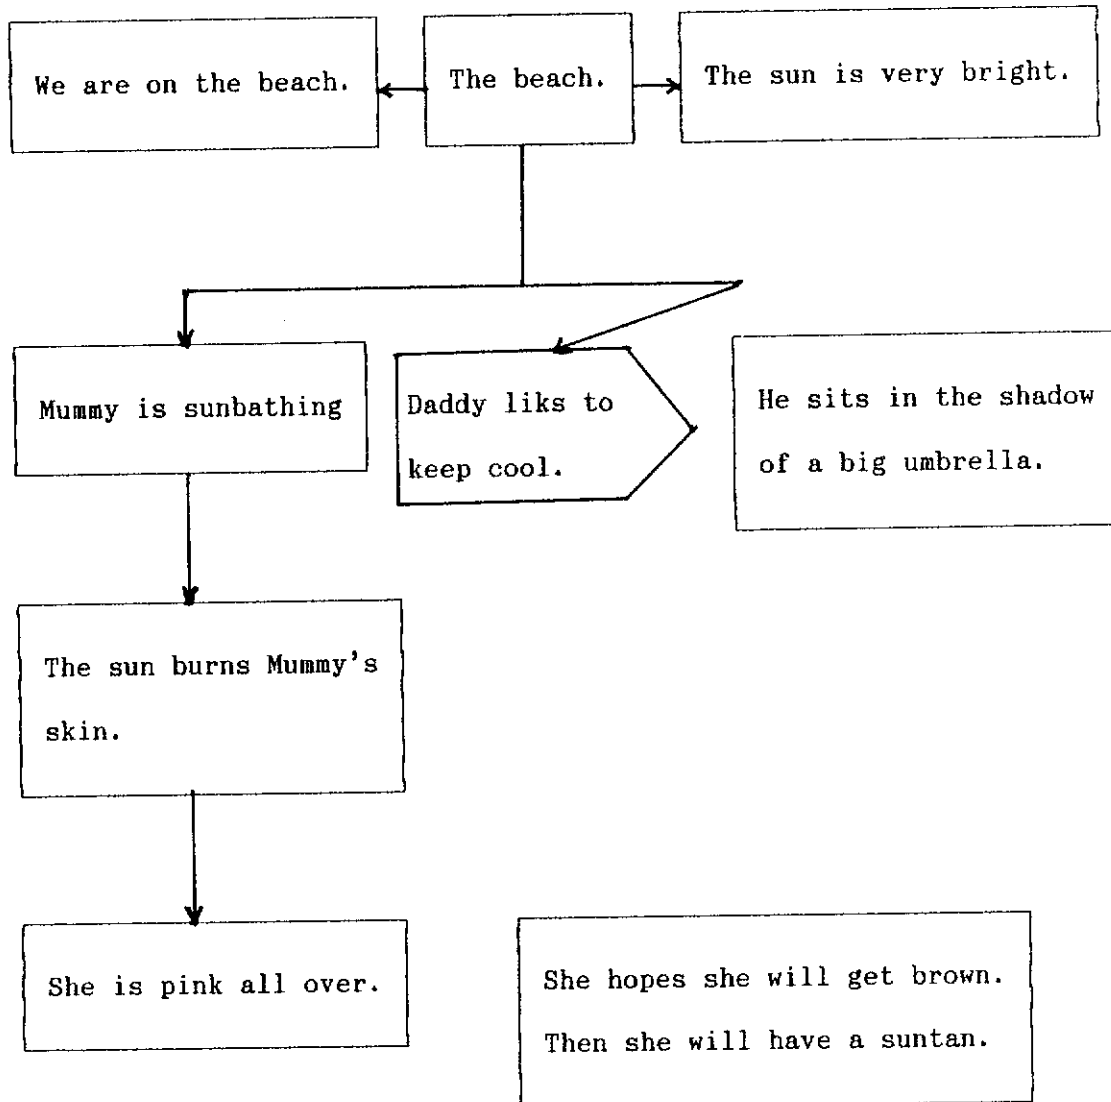 We are on the beach.
The beach.
The sun is very bright.
Mummy is sunbathing
Daddy liks to
keep cool.
He sits in the shadow
of a big umbrella.
The sun burns Mummy's
skin.
She is pink all over.
She hopes she will get brown.
Then she will have a suntan.